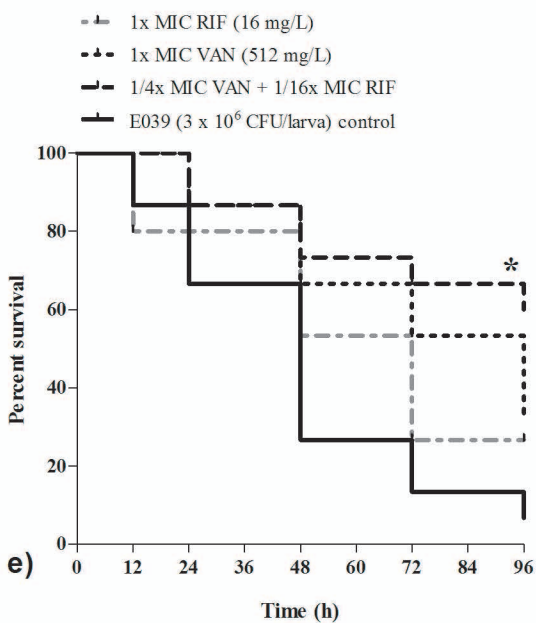 1x MIC RIF (16 mg/L)
1x MIC VAN (512 mg/L)
1/4x MIC VAN + 1/16x MIC RIF
E039 (3 x 10⁶ CFU/larva) control
100
80
60
40
20
0
Percent survival
*
e)
0 12 24 36 48 60 72 84 96
Time (h)